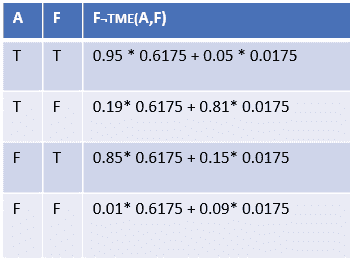 A F F¬TME(A,F)
T T 0.95 * 0.6175 + 0.05 * 0.0175
T F 0.19* 0.6175 + 0.81* 0.0175
F T 0.85* 0.6175 + 0.15* 0.0175
F F 0.01* 0.6175 + 0.09* 0.0175